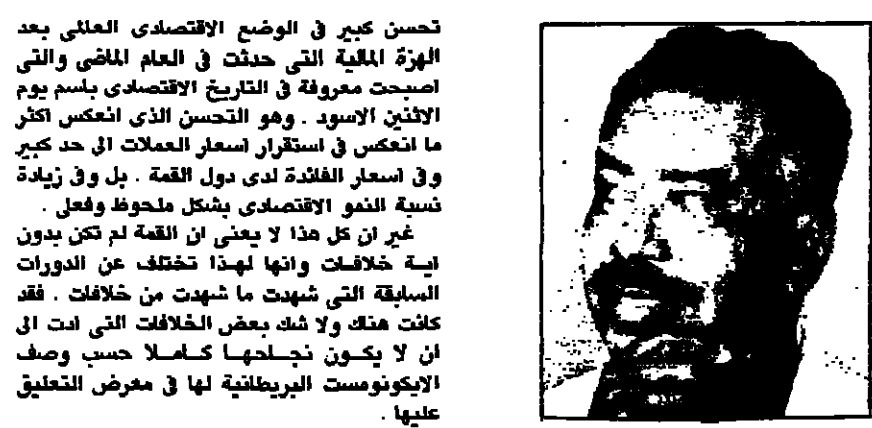 تحسن كبير في الوضع الاقتصادى العالمى بعد
الهزة المالية التى حدثت في العام الماضى والتى
اصبحت معروفة في التاريخ الاقتصادى باسم يوم
الاثنين الاسود . وهو التحسن الذى انعكس اكثر
ما انعكس في استقرار اسعار العملات الى حد كبير
وفي اسعار الفائدة لدى دول القمة . بل وفي زيادة
نسبة النمو الاقتصادى بشكل ملحوظ وفعلى .
غير ان كل هذا لا يعنى ان القمة لم تكن بدون
اية خلافات وانها لهذا تختلف عن الدورات
السابقة التى شهدت ما شهدت من خلافات . فقد
كانت هناك ولا شك بعض الخلافات التى ادت الى
ان لا يكون نجاحها كاملا حسب وصف
الايكونومست البريطانية لها في معرض التعليق
عليها .